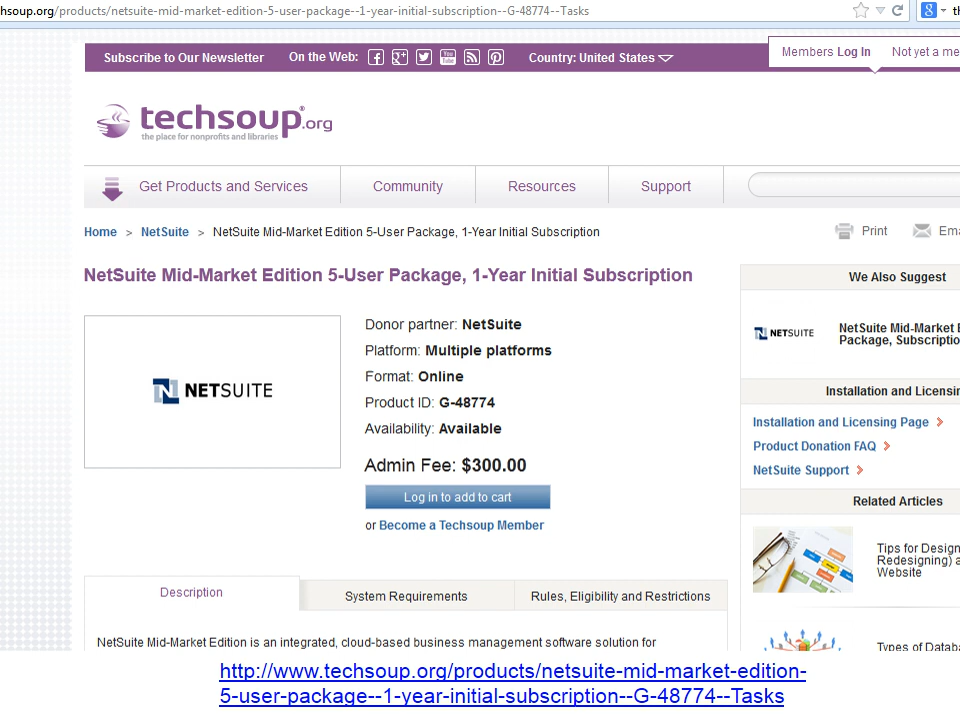 hsoup.org/products/netsuite-mid-market-edition-5-user-package--1-year-initial-subscription--G-48774--Tasks
Subscribe to Our Newsletter On the Web: You Tube Country: United States Members Log In Not yet a me
techsoup.org
the place for nonprofits and libraries
Get Products and Services Community Resources Support
Home > NetSuite > NetSuite Mid-Market Edition 5-User Package, 1-Year Initial Subscription Print Ema
NetSuite Mid-Market Edition 5-User Package, 1-Year Initial Subscription
NETSUITE
Donor partner: NetSuite
Platform: Multiple platforms
Format: Online
Product ID: G-48774
Availability: Available
Admin Fee: $300.00
Log in to add to cart
or Become a Techsoup Member
We Also Suggest
NETSUITE
NetSuite Mid-Market E
Package, Subscriptio
Installation and Licensin
Installation and Licensing Page
Product Donation FAQ
NetSuite Support
Related Articles
Tips for Design
Redesigning) a
Website
Types of Databa
Description System Requirements Rules, Eligibility and Restrictions
NetSuite Mid-Market Edition is an integrated, cloud-based business management software solution for
http://www.techsoup.org/products/netsuite-mid-market-edition-
5-user-package--1-year-initial-subscription--G-48774--Tasks